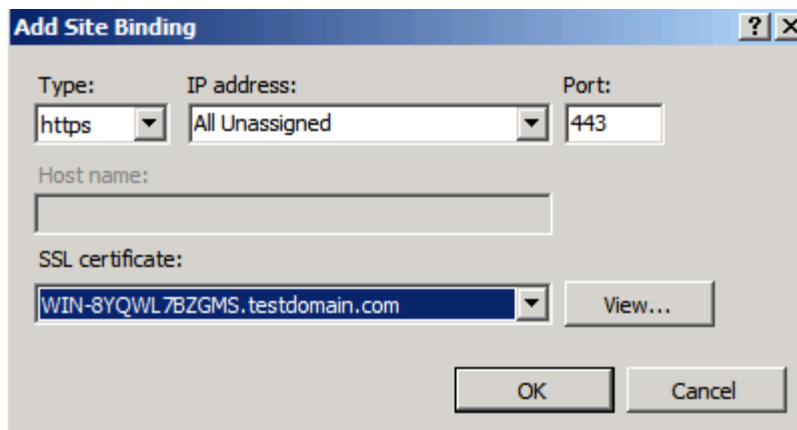 Add Site Binding
Type: IP address: Port:
https All Unassigned 443
Host name:
SSL certificate:
WIN-8YQWL7BZGMS.testdomain.com View...
OK Cancel